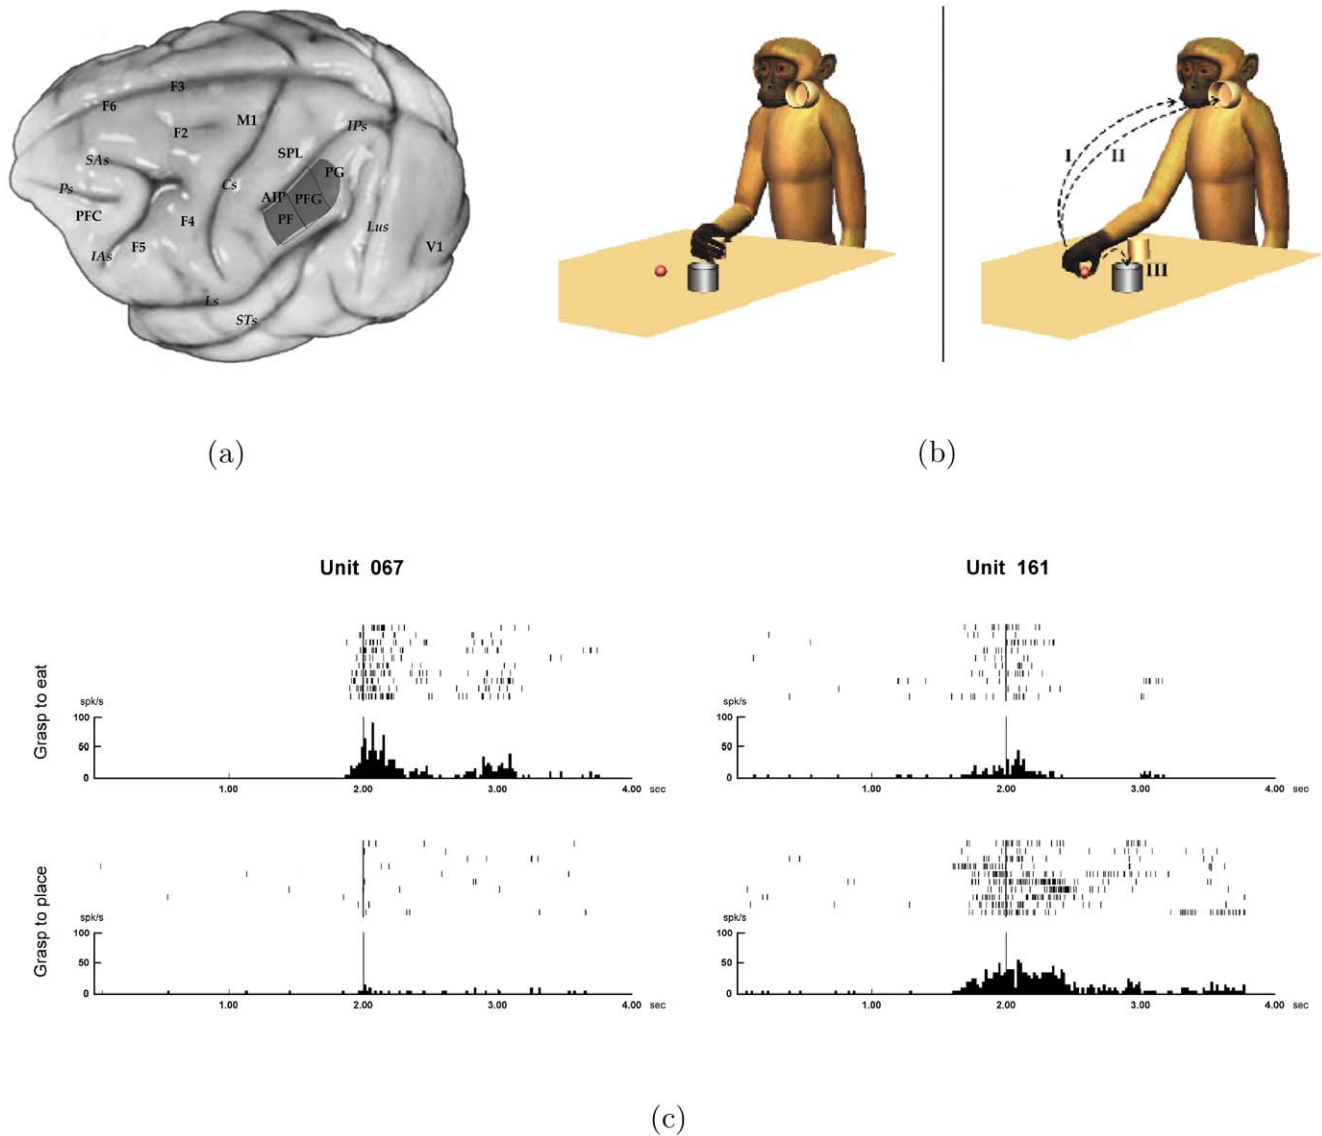 F3
F6
F2
M1
IPs
SPL
SAs
PG
Cs
Ps
AIP
PFG
PFC
PF
F4
Lus
F5
V1
IAs
Ls
STs
I
II
III
(a)
(b)
Unit 067
Unit 161
Grasp to eat
spk/s
100
50
0
1.00
2.00
3.00
4.00
sec
spk/s
100
50
0
1.00
2.00
3.00
4.00
sec
Grasp to place
spk/s
100
50
0
1.00
2.00
3.00
4.00
sec
spk/s
100
50
0
1.00
2.00
3.00
4.00
sec
(c)